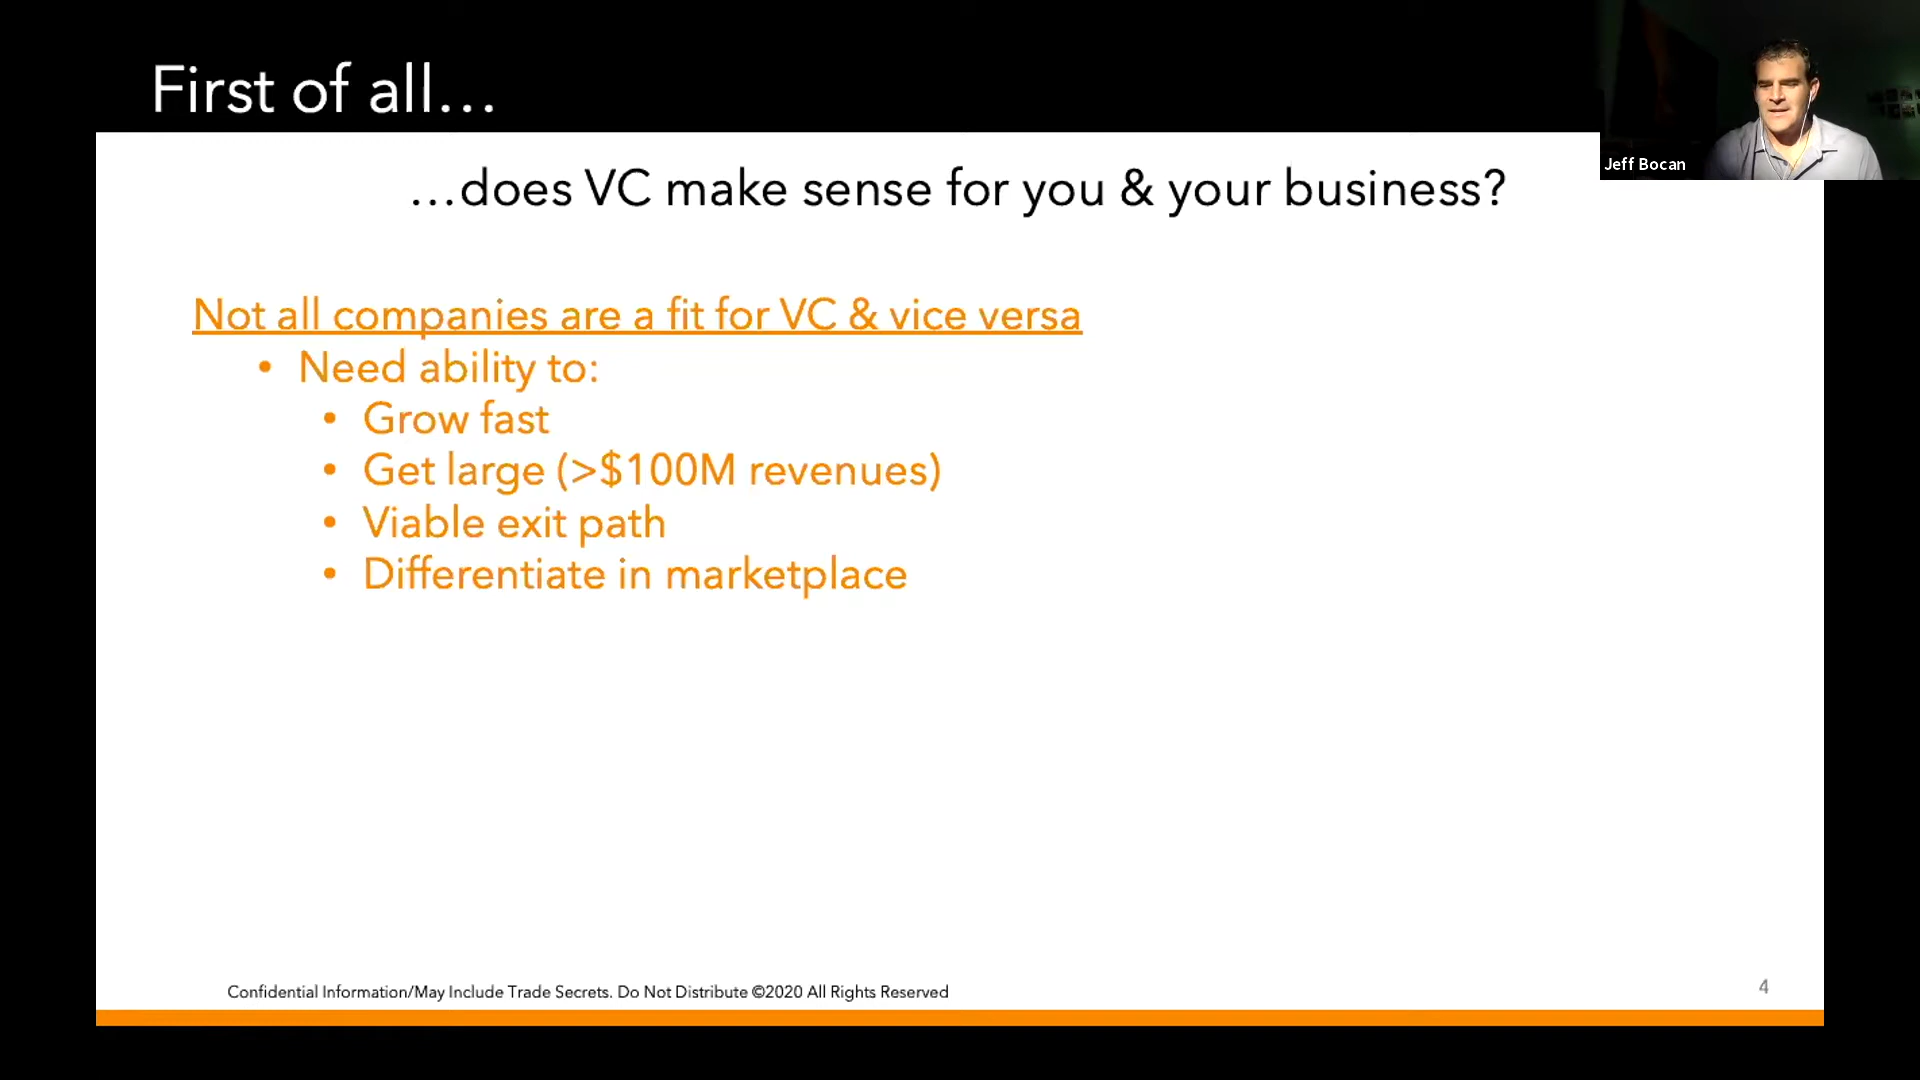 First of all…
Jeff Bocan
…does VC make sense for you & your business?
Not all companies are a fit for VC & vice versa
• Need ability to:
• Grow fast
• Get large (>$100M revenues)
• Viable exit path
• Differentiate in marketplace
Confidential Information/May Include Trade Secrets. Do Not Distribute ©2020 All Rights Reserved
4